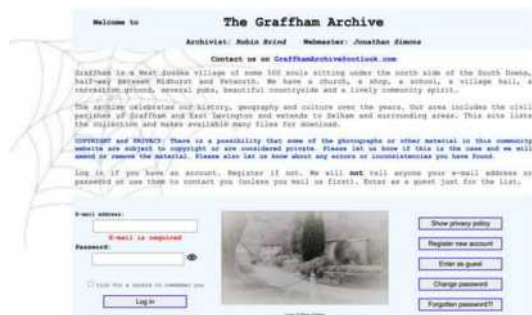 Welcome to The Graffham Archive
Archivist: Robin Brind Webmaster: Jonathan Simons
Contact us on GraffhamArchive@outlook.com
Graffham is a West Sussex village of some 500 souls sitting under the north side of the South Downs,
half-way between Midhurst and Petworth. We have a church, a shop, a school, a village hall, a
recreation ground, several pubs, beautiful countryside and a lively community spirit.
The archive celebrates our history, geography and culture over the years. Our area includes the civil
parishes of Graffham and East Lavington and extends to Selham and surrounding areas. This site lists
the collection and makes available many files for download.
COPYRIGHT and PRIVACY: There is a possibility that some of the photographs or other material in this community
website are subject to copyright or are considered private. Please let us know if this is the case and we will
amend or remove the material. Please also let us know about any errors or inconsistencies you have found.
Log in if you have an account. Register if not. We will not tell anyone your e-mail address or
password or use them to contact you (unless you mail us first). Enter as a guest just for the list.
E-mail address:
E-mail is required
Password:
tick for a cookie to remember you
Log in
Show privacy policy
Register new account
Enter as guest
Change password
Forgotten password?!